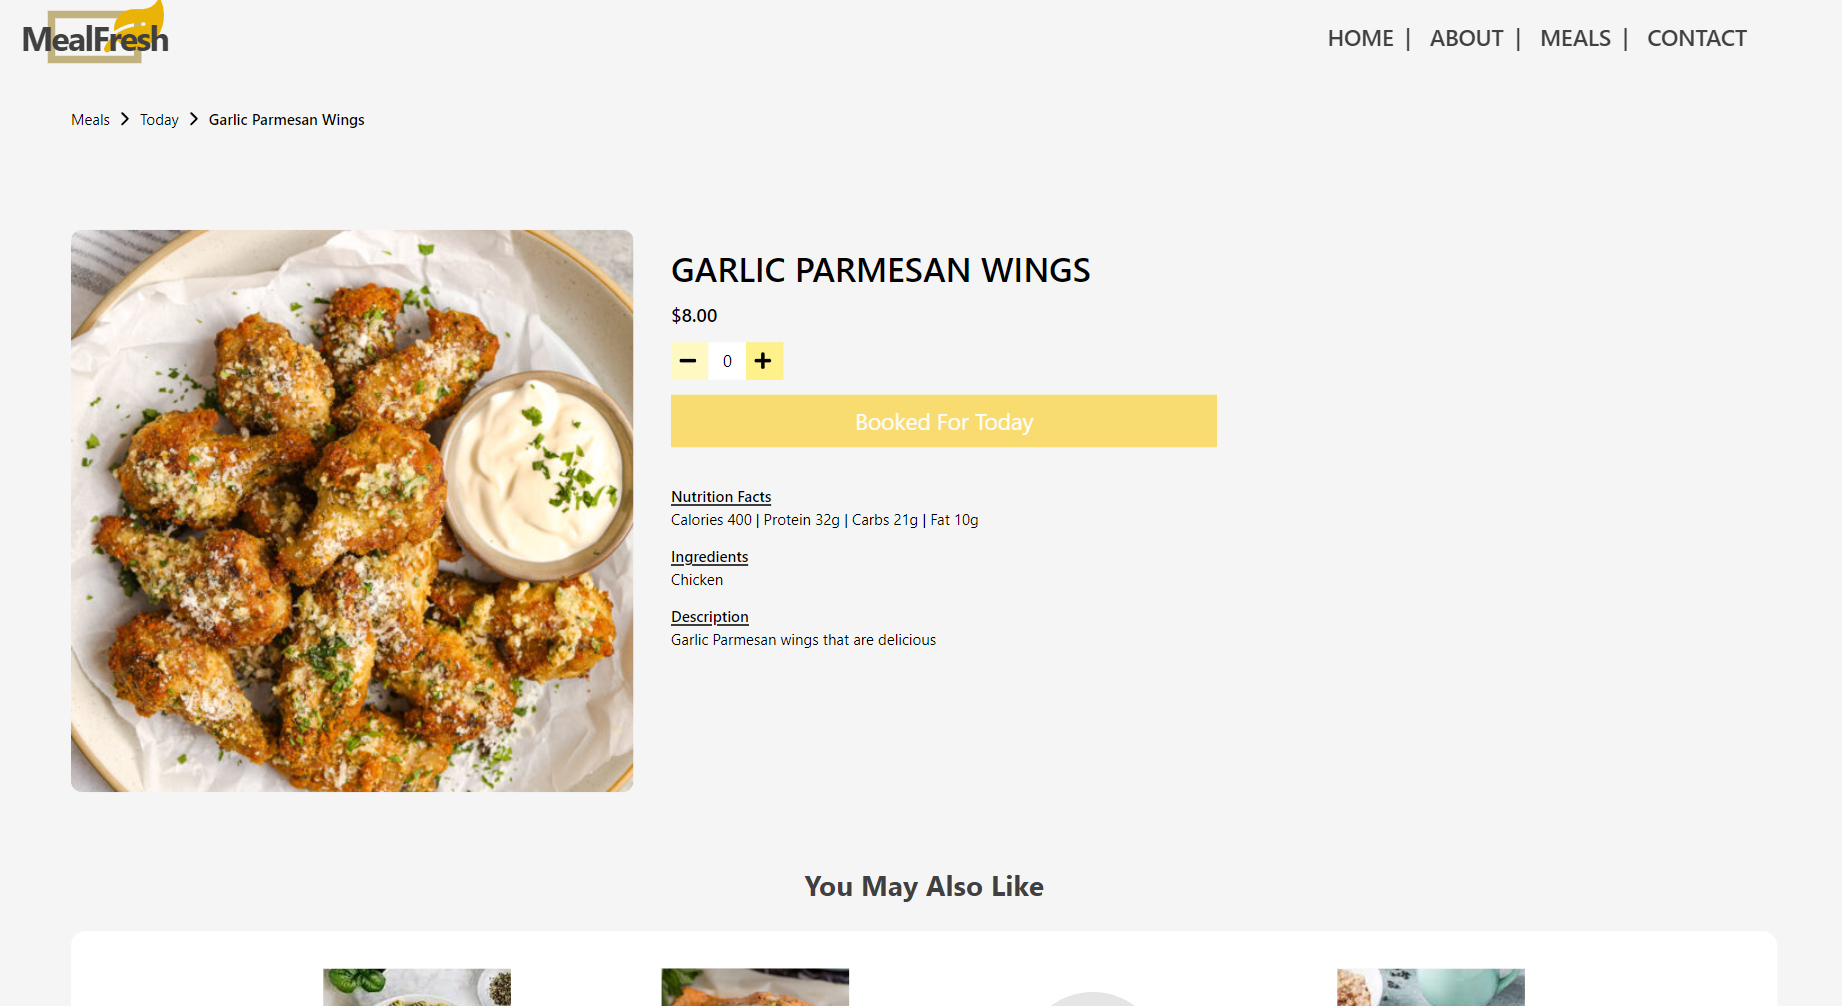 MealFresh
HOME | ABOUT | MEALS | CONTACT
Meals > Today > Garlic Parmesan Wings
GARLIC PARMESAN WINGS
$8.00
0
Booked For Today
Nutrition Facts
Calories 400 | Protein 32g | Carbs 21g | Fat 10g
Ingredients
Chicken
Description
Garlic Parmesan wings that are delicious
You May Also Like